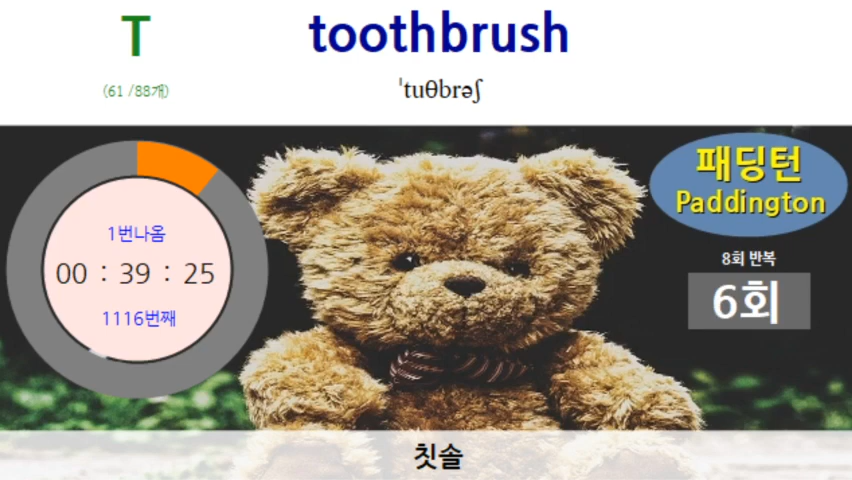 T
toothbrush
(61 /88개)
ˈtuθbrəʃ
패딩턴
Paddington
1번나옴
00 : 39 : 25
1116번째
8회 반복
6회
칫솔